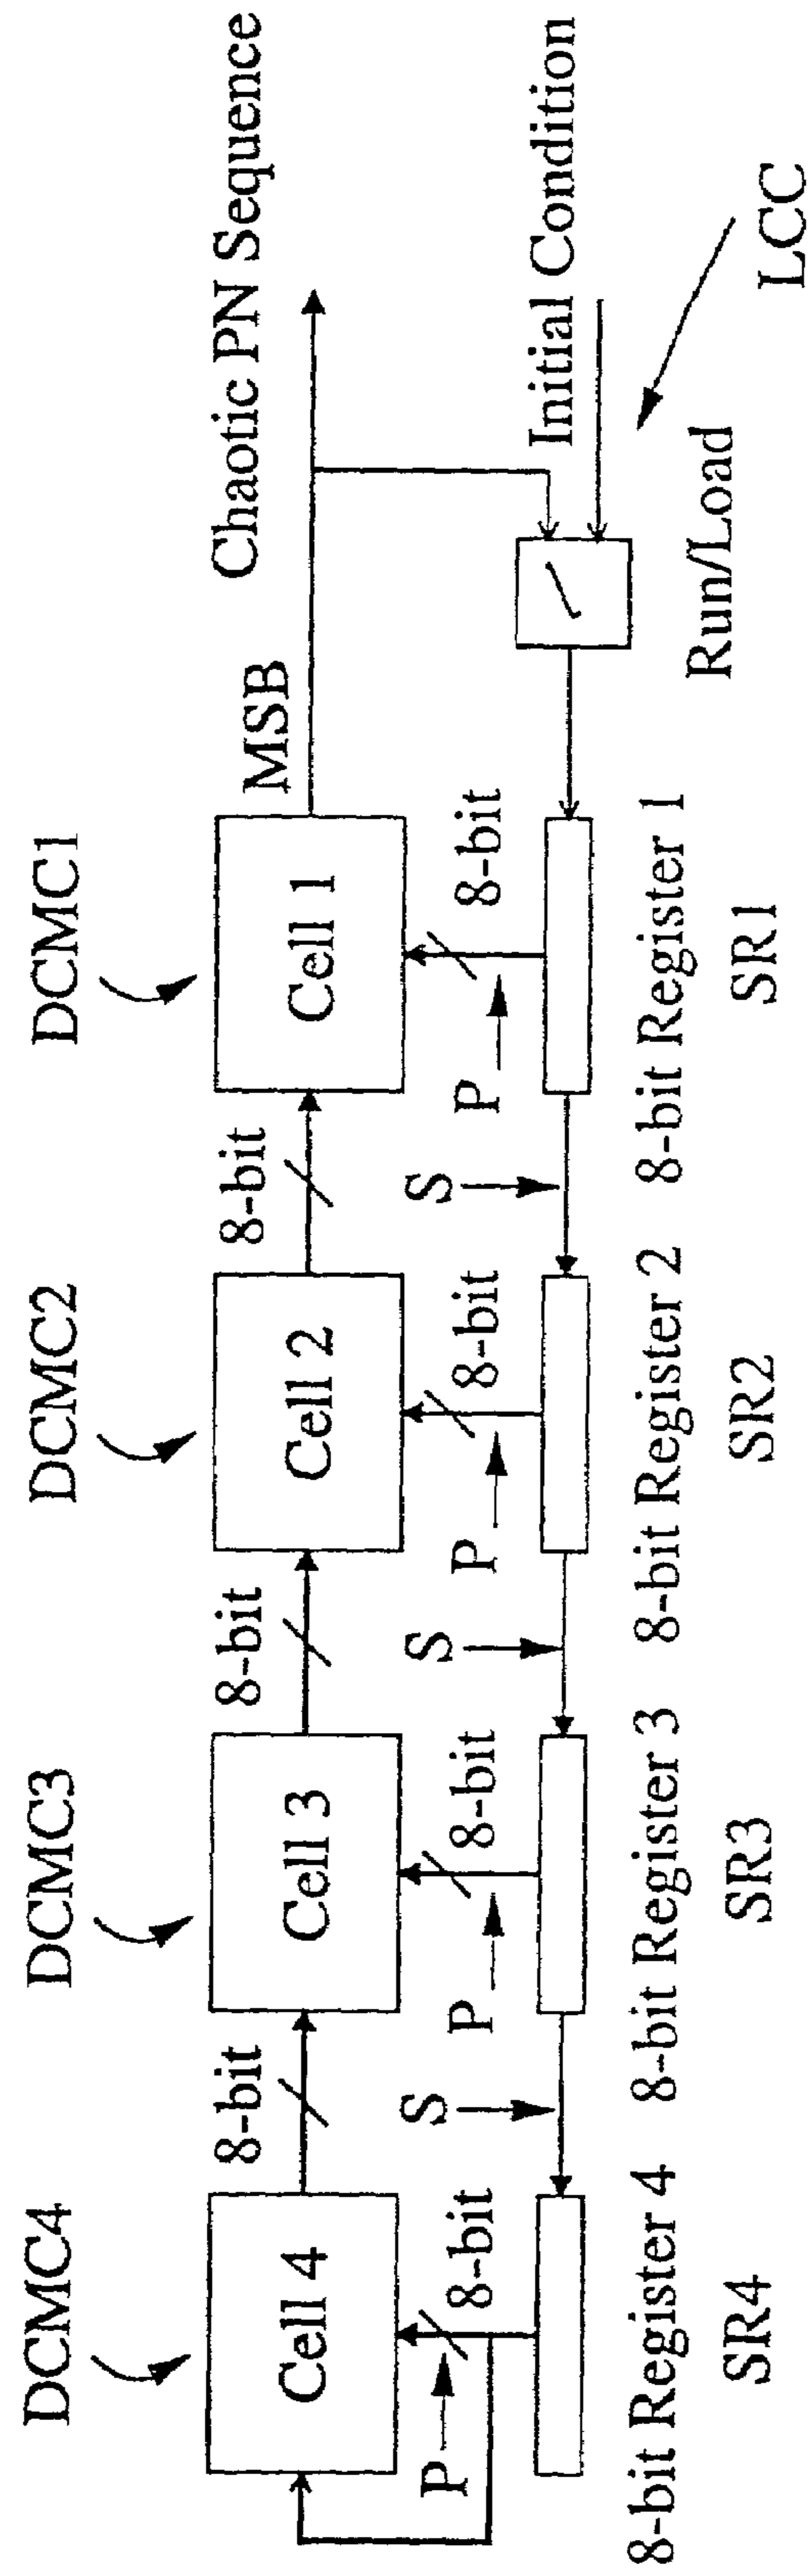 DCMC4
DCMC3
DCMC2
DCMC1
8-bit
8-bit
8-bit
MSB
Chaotic PN Sequence
Cell 4
Cell 3
Cell 2
Cell 1
P
8-bit
S
P
8-bit
S
P
8-bit
S
P
8-bit
Initial Condition
8-bit Register 4
8-bit Register 3
8-bit Register 2
8-bit Register 1
Run/Load
SR4
SR3
SR2
SR1
LCC